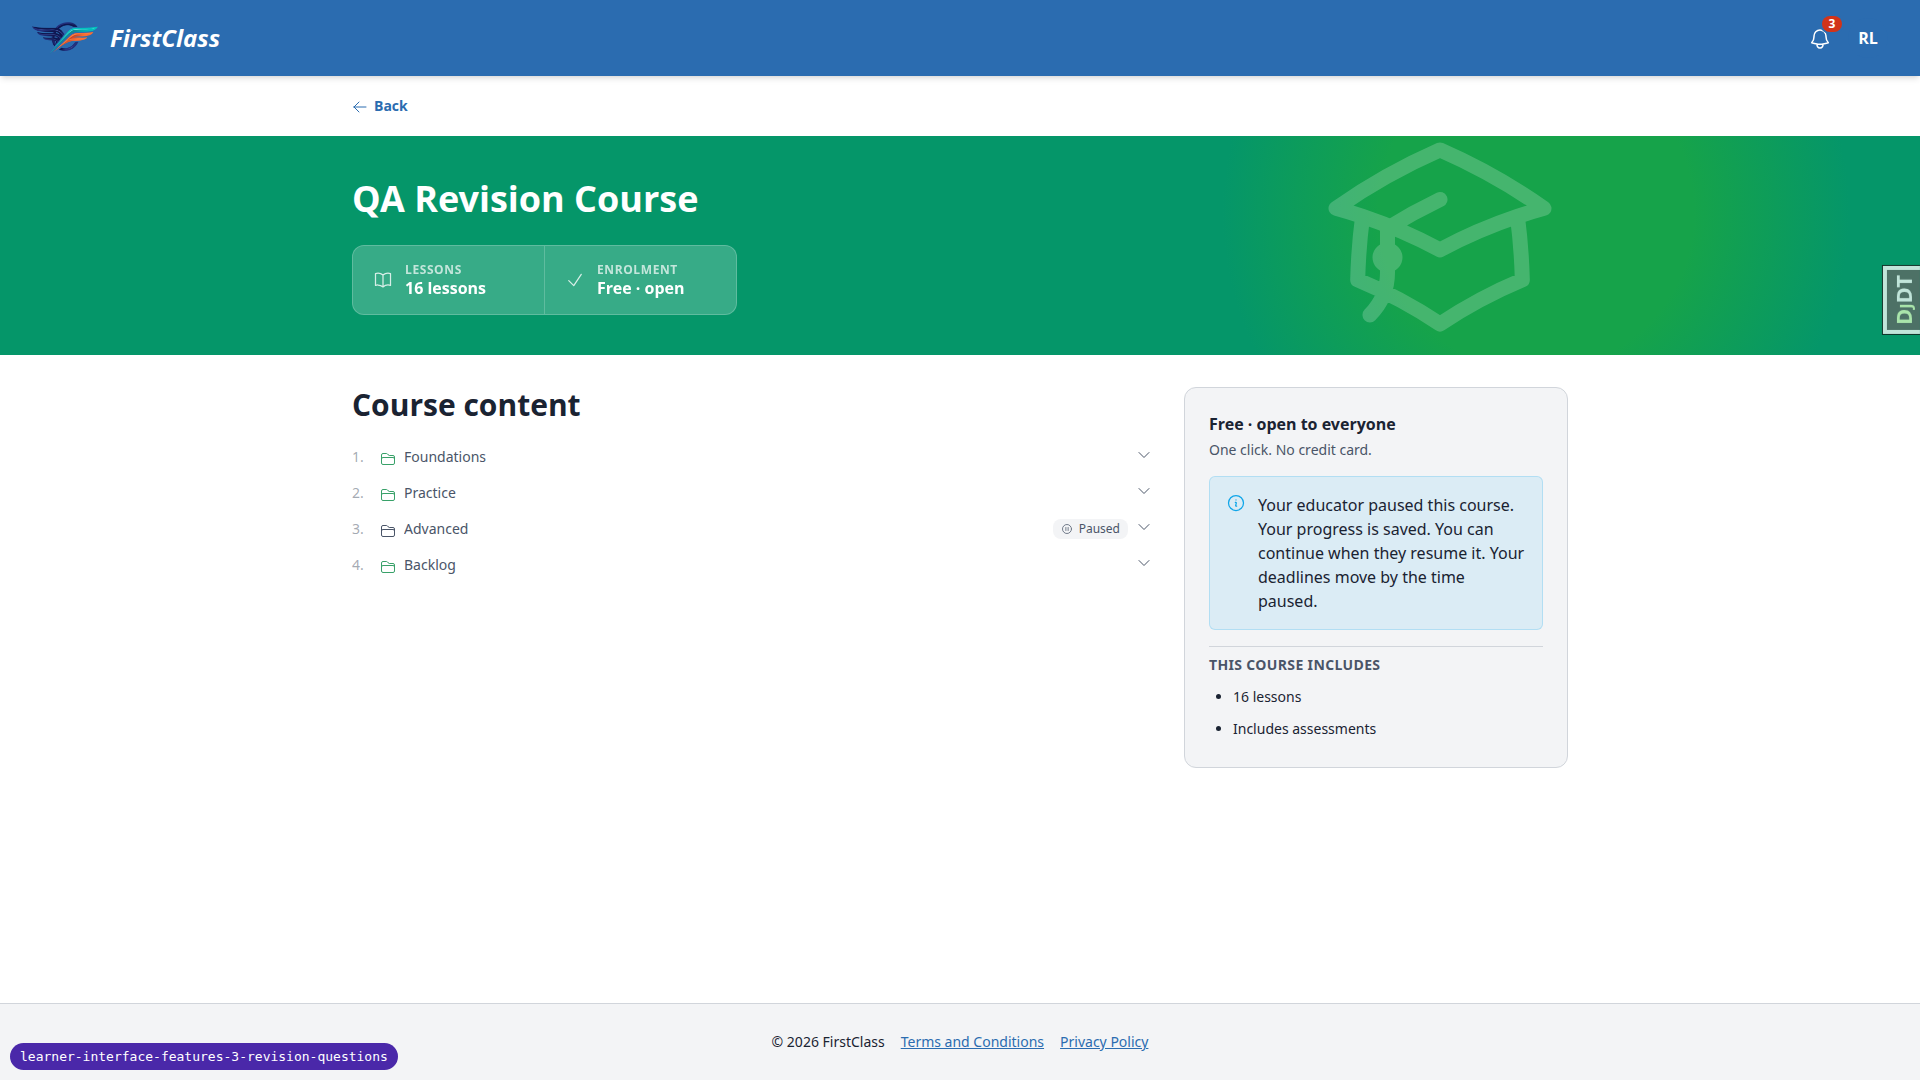 FirstClass
3
RL
Back
QA Revision Course
LESSONS
16 lessons
ENROLMENT
Free · open
DjDT
Course content
1. Foundations
2. Practice
3. Advanced
Paused
4. Backlog
Free · open to everyone
One click. No credit card.
Your educator paused this course.
Your progress is saved. You can
continue when they resume it. Your
deadlines move by the time
paused.
THIS COURSE INCLUDES
• 16 lessons
• Includes assessments
© 2026 FirstClass Terms and Conditions Privacy Policy
learner-interface-features-3-revision-questions